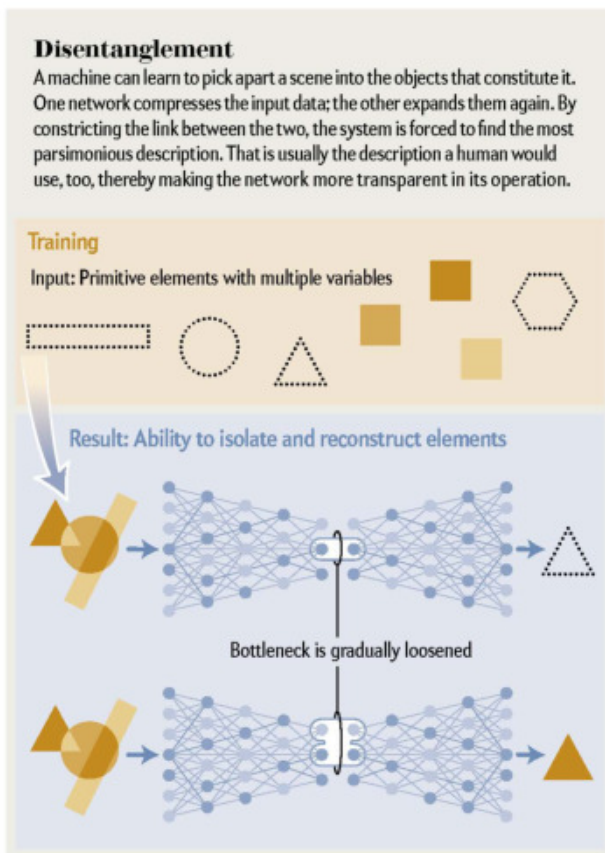 Disentanglement
A machine can learn to pick apart a scene into the objects that constitute it.
One network compresses the input data; the other expands them again. By
constricting the link between the two, the system is forced to find the most
parsimonious description. That is usually the description a human would
use, too, thereby making the network more transparent in its operation.
Training
Input: Primitive elements with multiple variables
Result: Ability to isolate and reconstruct elements
Bottleneck is gradually loosened